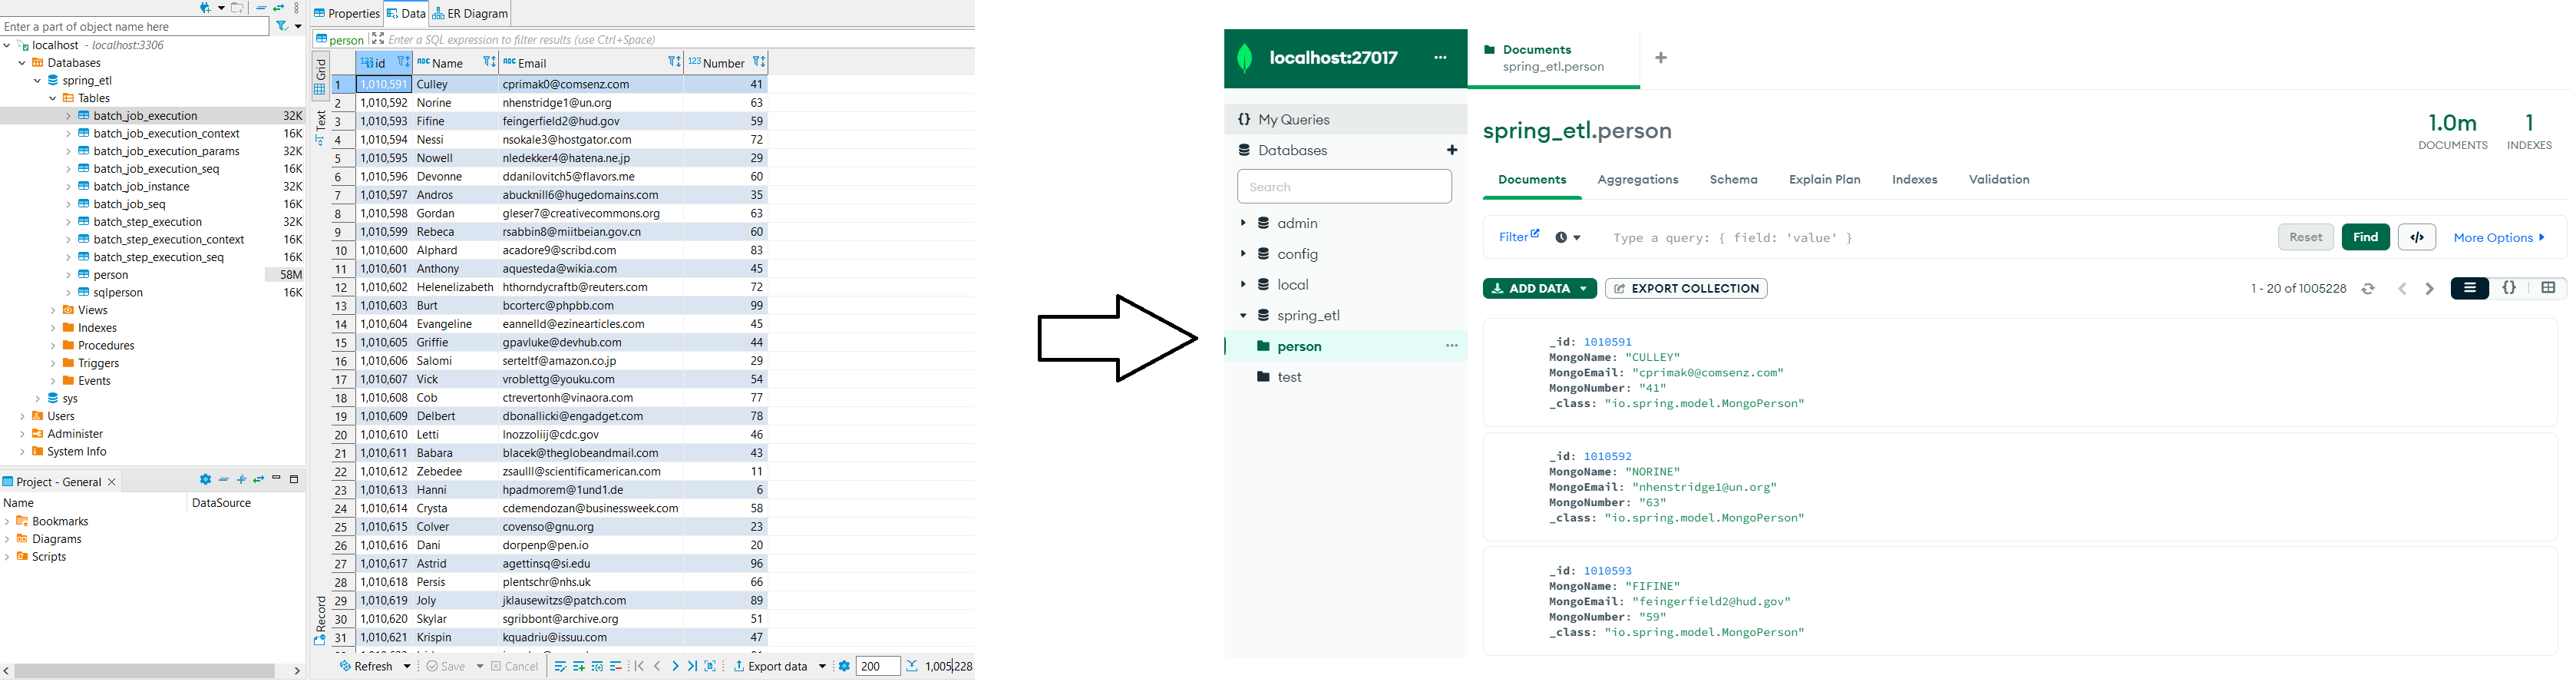 Enter a part of object name here
localhost - localhost:3306
Databases
spring_etl
Tables
batch_job_execution 32K
batch_job_execution_context 16K
batch_job_execution_params 32K
batch_job_execution_seq 16K
batch_job_instance 32K
batch_job_seq 16K
batch_step_execution 32K
batch_step_execution_context 16K
batch_step_execution_seq 16K
person 58M
sqlperson 16K
Views
Indexes
Procedures
Triggers
Events
sys
Users
Administer
System Info
Project - General
Name DataSource
Bookmarks
Diagrams
Scripts
Properties Data ER Diagram
person Enter a SQL expression to filter results (use Ctrl+Space)
Grid
Text
Record
123 id ABC Name ABC Email 123 Number
1 1,010,591 Culley cprimak0@comsenz.com 41
2 1,010,592 Norine nhenstridge1@un.org 63
3 1,010,593 Fifine feingerfield2@hud.gov 59
4 1,010,594 Nessi nsokale3@hostgator.com 72
5 1,010,595 Nowell nledekker4@hatena.ne.jp 29
6 1,010,596 Devonne ddanilovitch5@flavors.me 60
7 1,010,597 Andros abucknill6@hugedomains.com 35
8 1,010,598 Gordan gleser7@creativecommons.org 63
9 1,010,599 Rebeca rsabbin8@miitbeian.gov.cn 60
10 1,010,600 Alphard acadore9@scribd.com 83
11 1,010,601 Anthony aquesteda@wikia.com 45
12 1,010,602 Helenelizabeth hthorndycraftb@reuters.com 72
13 1,010,603 Burt bcorterc@phpbb.com 99
14 1,010,604 Evangeline eannelld@ezinearticles.com 45
15 1,010,605 Griffie gpavluke@devhub.com 44
16 1,010,606 Salomi serteltf@amazon.co.jp 29
17 1,010,607 Vick vroblettg@youku.com 54
18 1,010,608 Cob ctrevertonh@vinaora.com 77
19 1,010,609 Delbert dbonallicki@engadget.com 78
20 1,010,610 Letti lnozzoliij@cdc.gov 46
21 1,010,611 Babara blacek@theglobeandmail.com 43
22 1,010,612 Zebedee zsaulll@scientificamerican.com 11
23 1,010,613 Hanni hpadmorem@1und1.de 6
24 1,010,614 Crysta cdemendozan@businessweek.com 58
25 1,010,615 Colver covenso@gnu.org 23
26 1,010,616 Dani dorpenp@pen.io 20
27 1,010,617 Astrid agettinsq@si.edu 96
28 1,010,618 Persis plentschr@nhs.uk 66
29 1,010,619 Joly jklausewitzs@patch.com 89
30 1,010,620 Skylar sgribbont@archive.org 51
31 1,010,621 Krispin kquadriu@issuu.com 47
Refresh Save Cancel Export data 200 1,005,228
localhost:27017
My Queries
Databases
Search
admin
config
local
spring_etl
person
test
Documents
spring_etl.person
spring_etl.person
1.0m
DOCUMENTS
1
INDEXES
Documents Aggregations Schema Explain Plan Indexes Validation
Filter Type a query: { field: 'value' } Reset Find </> More Options
ADD DATA EXPORT COLLECTION 1 - 20 of 1005228 {}
_id: 1010591
MongoName: "CULLEY"
MongoEmail: "cprimak0@comsenz.com"
MongoNumber: "41"
_class: "io.spring.model.MongoPerson"
_id: 1010592
MongoName: "NORINE"
MongoEmail: "nhenstridge1@un.org"
MongoNumber: "63"
_class: "io.spring.model.MongoPerson"
_id: 1010593
MongoName: "FIFINE"
MongoEmail: "feingerfield2@hud.gov"
MongoNumber: "59"
_class: "io.spring.model.MongoPerson"